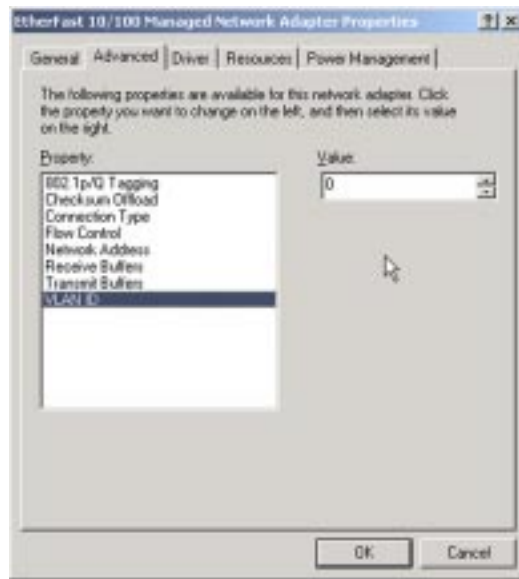 EtherFast 10/100 Managed Network Adapter Properties
General Advanced Driver Resources Power Management
The following properties are available for this network adapter. Click
the property you want to change on the left, and then select its value
on the right.
Property:
Value:
802.1p/Q Tagging
0
Checksum Offload
Connection Type
Flow Control
Network Address
Receive Buffers
Transmit Buffers
VLAN ID
OK
Cancel